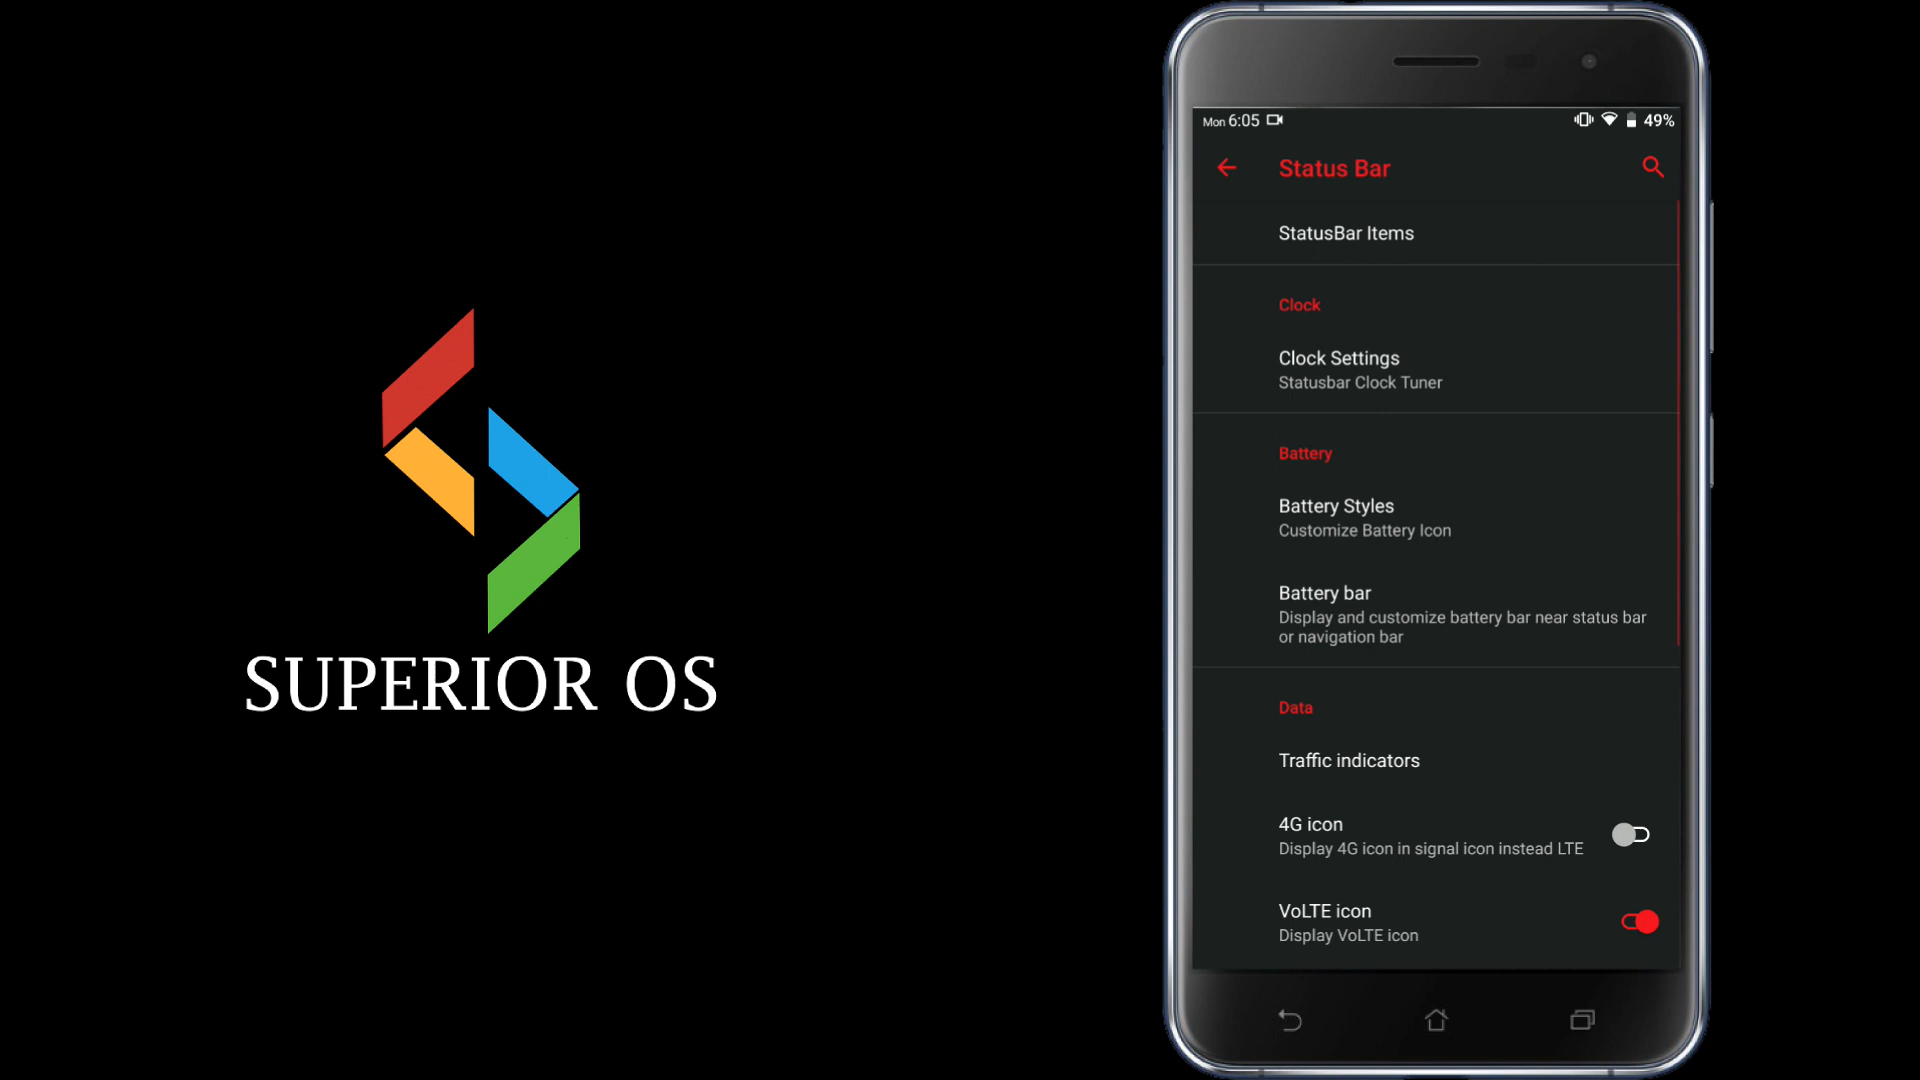 SUPERIOR OS
Mon 6:05
49%
Status Bar
StatusBar Items
Clock
Clock Settings
Statusbar Clock Tuner
Battery
Battery Styles
Customize Battery Icon
Battery bar
Display and customize battery bar near status bar
or navigation bar
Data
Traffic indicators
4G icon
Display 4G icon in signal icon instead LTE
VoLTE icon
Display VoLTE icon